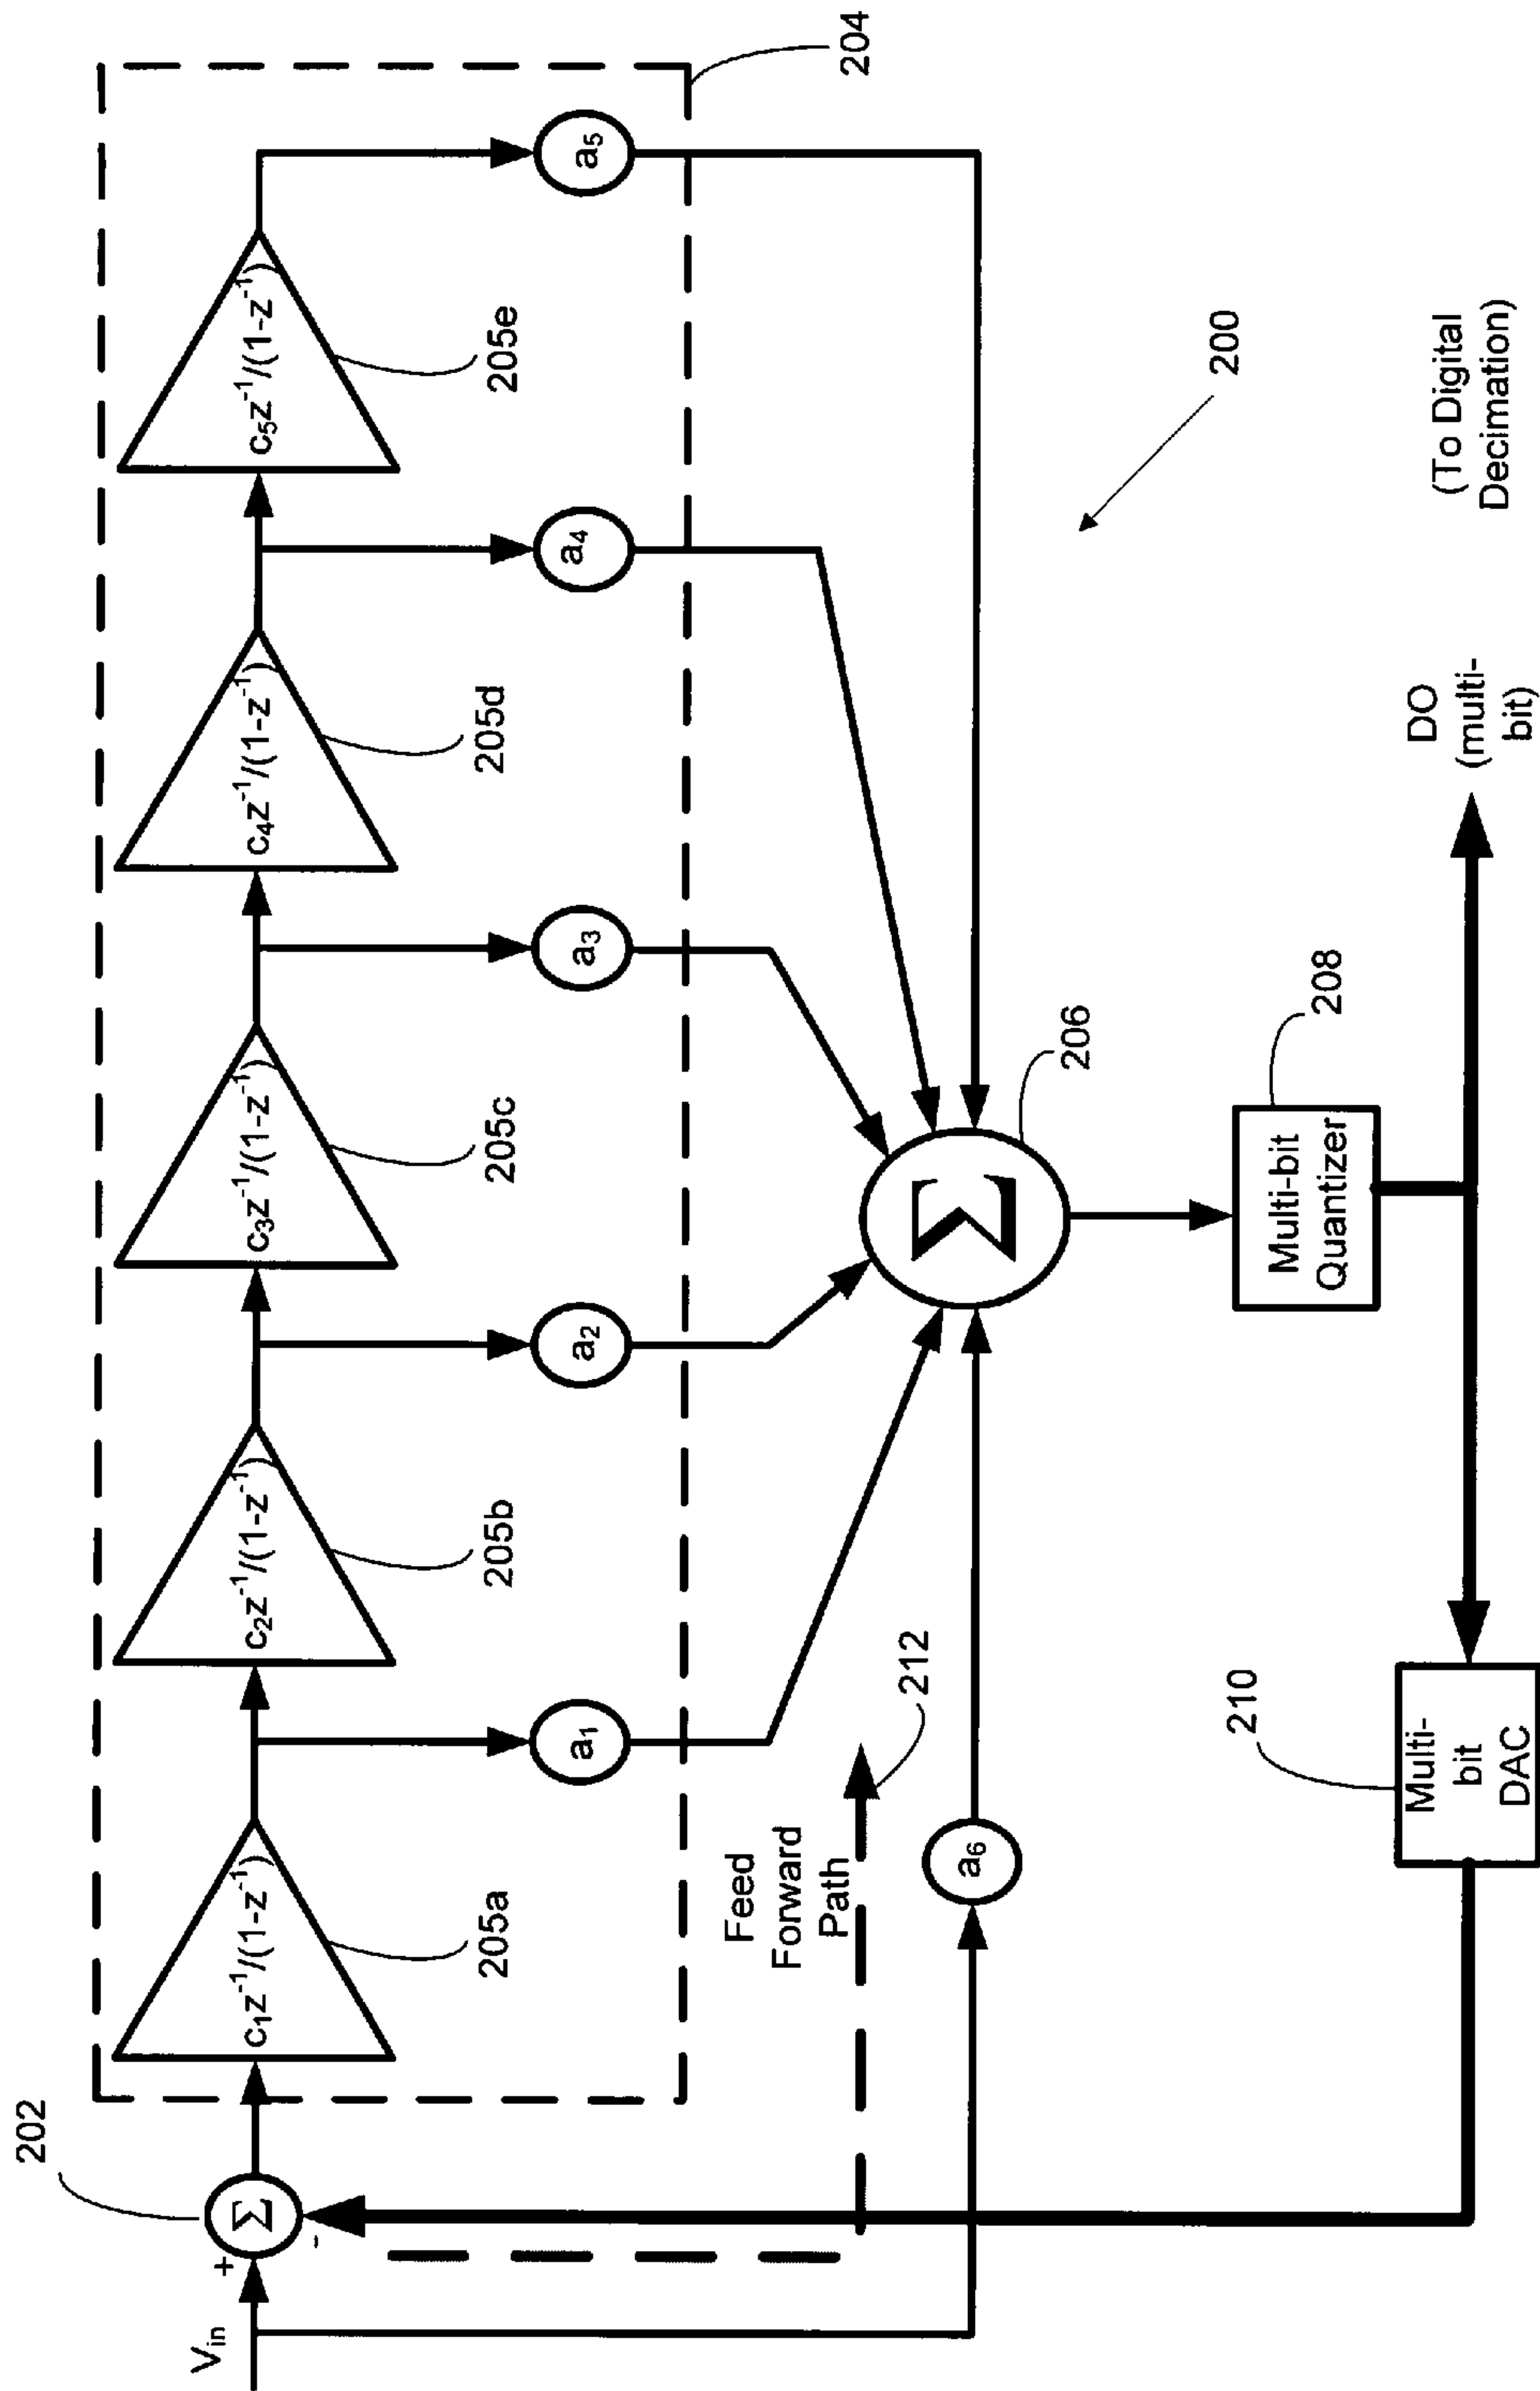 202
V_in
+
-
Σ
c₁z⁻¹/(1-z⁻¹)
205a
c₂z⁻¹/(1-z⁻¹)
205b
c₃z⁻¹/(1-z⁻¹)
205c
c₄z⁻¹/(1-z⁻¹)
205d
c₅z⁻¹/(1-z⁻¹)
205e
204
a₁
a₂
a₃
a₄
a₅
Feed
Forward
Path
212
a₆
Σ
206
200
Multi-bit
Quantizer
208
210
Multi-
bit
DAC
DO
(multi-
bit)
(To Digital
Decimation)